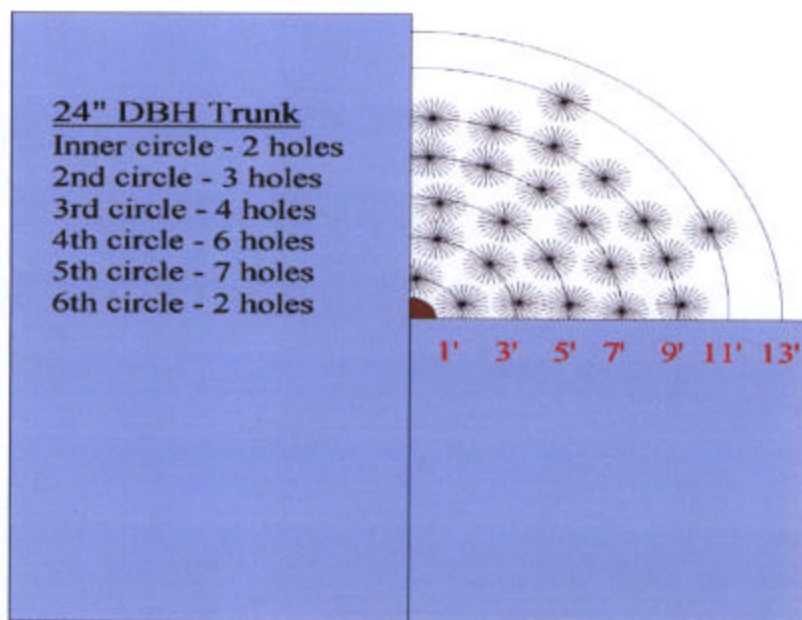 24" DBH Trunk
Inner circle - 2 holes
2nd circle - 3 holes
3rd circle - 4 holes
4th circle - 6 holes
5th circle - 7 holes
6th circle - 2 holes
1' 3' 5' 7' 9' 11' 13'